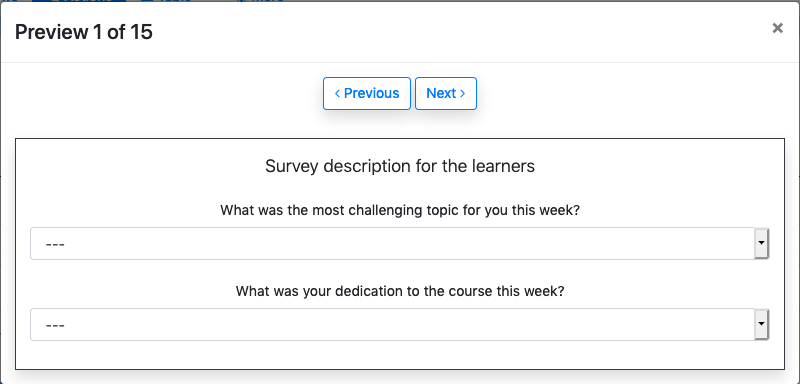 Preview 1 of 15
×
‹ Previous
Next ›
Survey description for the learners
What was the most challenging topic for you this week?
---
What was your dedication to the course this week?
---